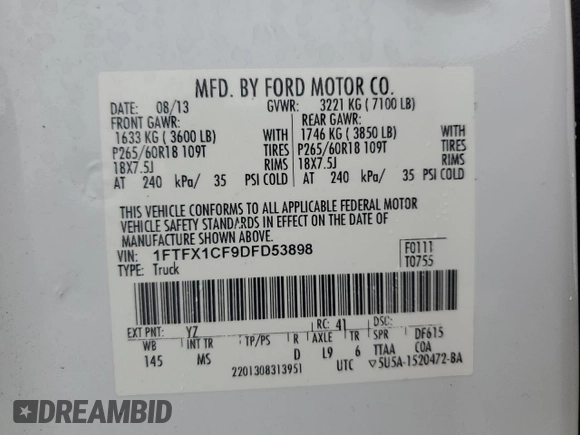 MFD. BY FORD MOTOR CO.
DATE: 08/13 GVWR: 3221 KG ( 7100 LB)
FRONT GAWR: REAR GAWR:
1633 KG ( 3600 LB) WITH 1746 KG ( 3850 LB) WITH
P265/60R18 109T TIRES P265/60R18 109T TIRES
18X7.5J RIMS 18X7.5J RIMS
AT 240 kPa/ 35 PSI COLD AT 240 kPa/ 35 PSI COLD
THIS VEHICLE CONFORMS TO ALL APPLICABLE FEDERAL MOTOR
VEHICLE SAFETY STANDARDS IN EFFECT ON THE DATE OF
MANUFACTURE SHOWN ABOVE.
VIN: 1FTFX1CF9DFD53898 F0111
TYPE: Truck T0755
EXT PNT: YZ RC: 41 DSC:
WB INT TR TP/PS R AXLE TR SPR DF615
145 MS D L9 6 TTAA COA
2201308313951 UTC ▽5U5A-1520472-BA
DREAMBID